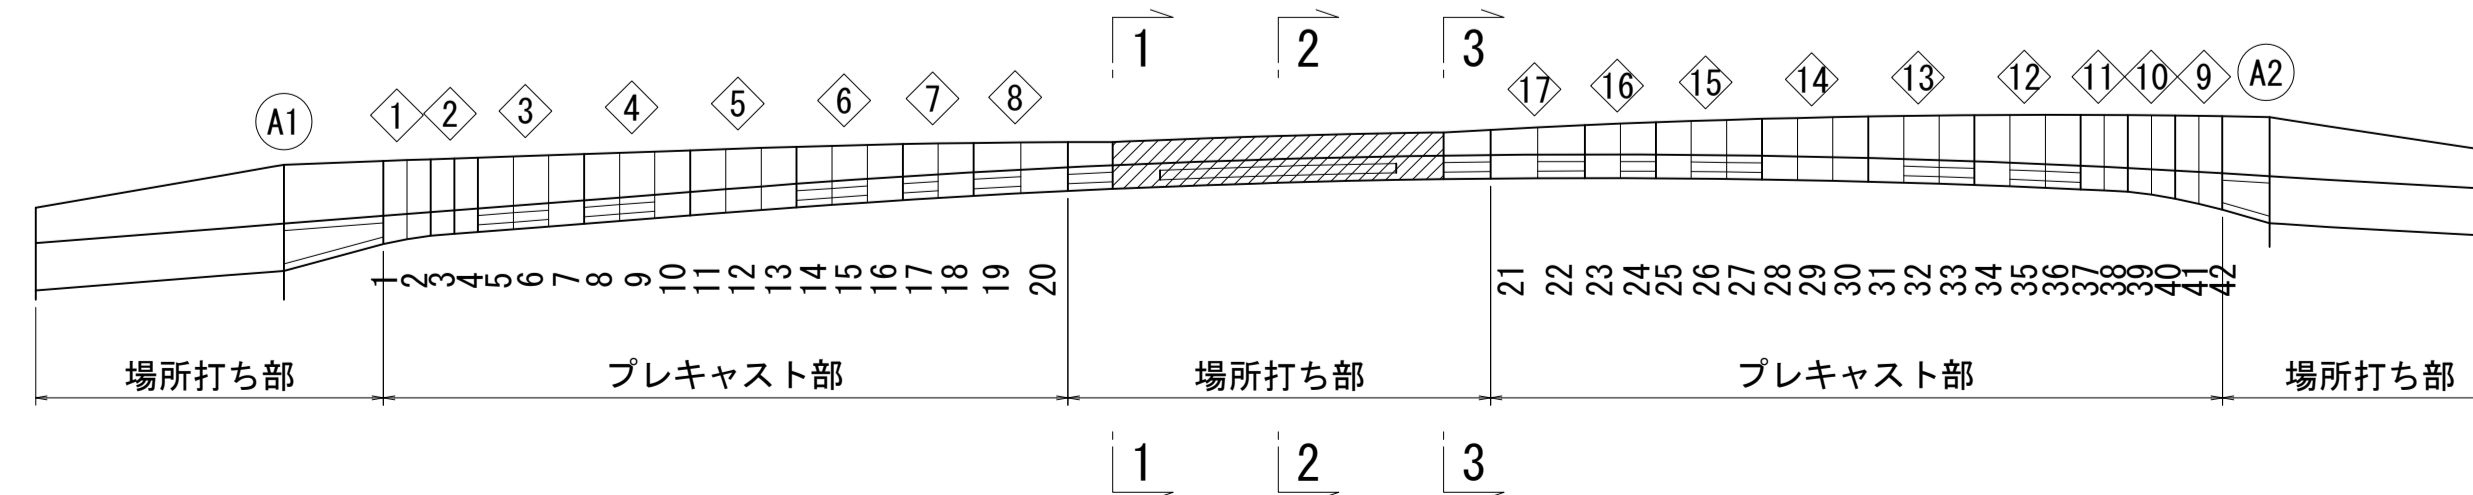 1 2 3
A1 1 2 3 4 5 6 7 8 17 16 15 14 13 12 11 10 9 A2
1 2 3 4 5 6 7 8 9 10 11 12 13 14 15 16 17 18 19 20 21 22 23 24 25 26 27 28 29 30 31 32 33 34 35 36 37 38 39 40 41 42
場所打ち部 プレキャスト部 場所打ち部 プレキャスト部 場所打ち部
1 2 3